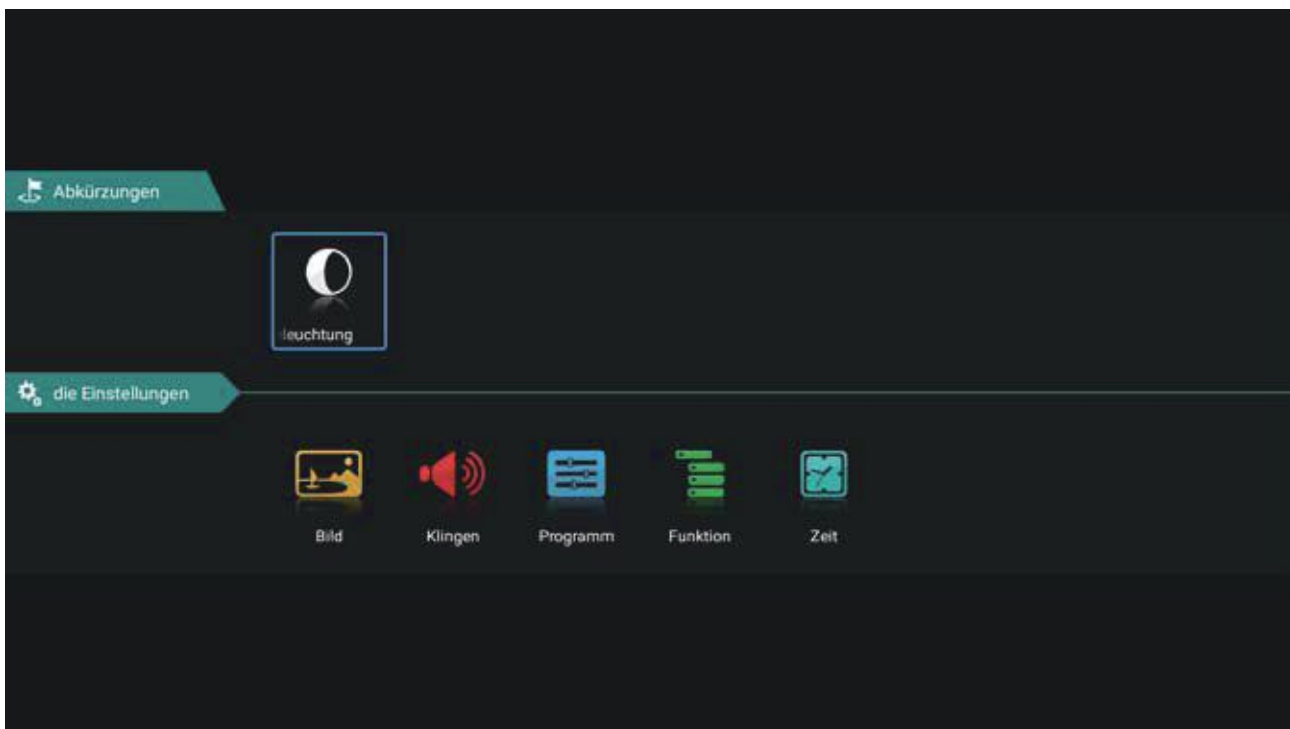 Abkürzungen
leuchtung
die Einstellungen
Bild Klingen Programm Funktion Zeit